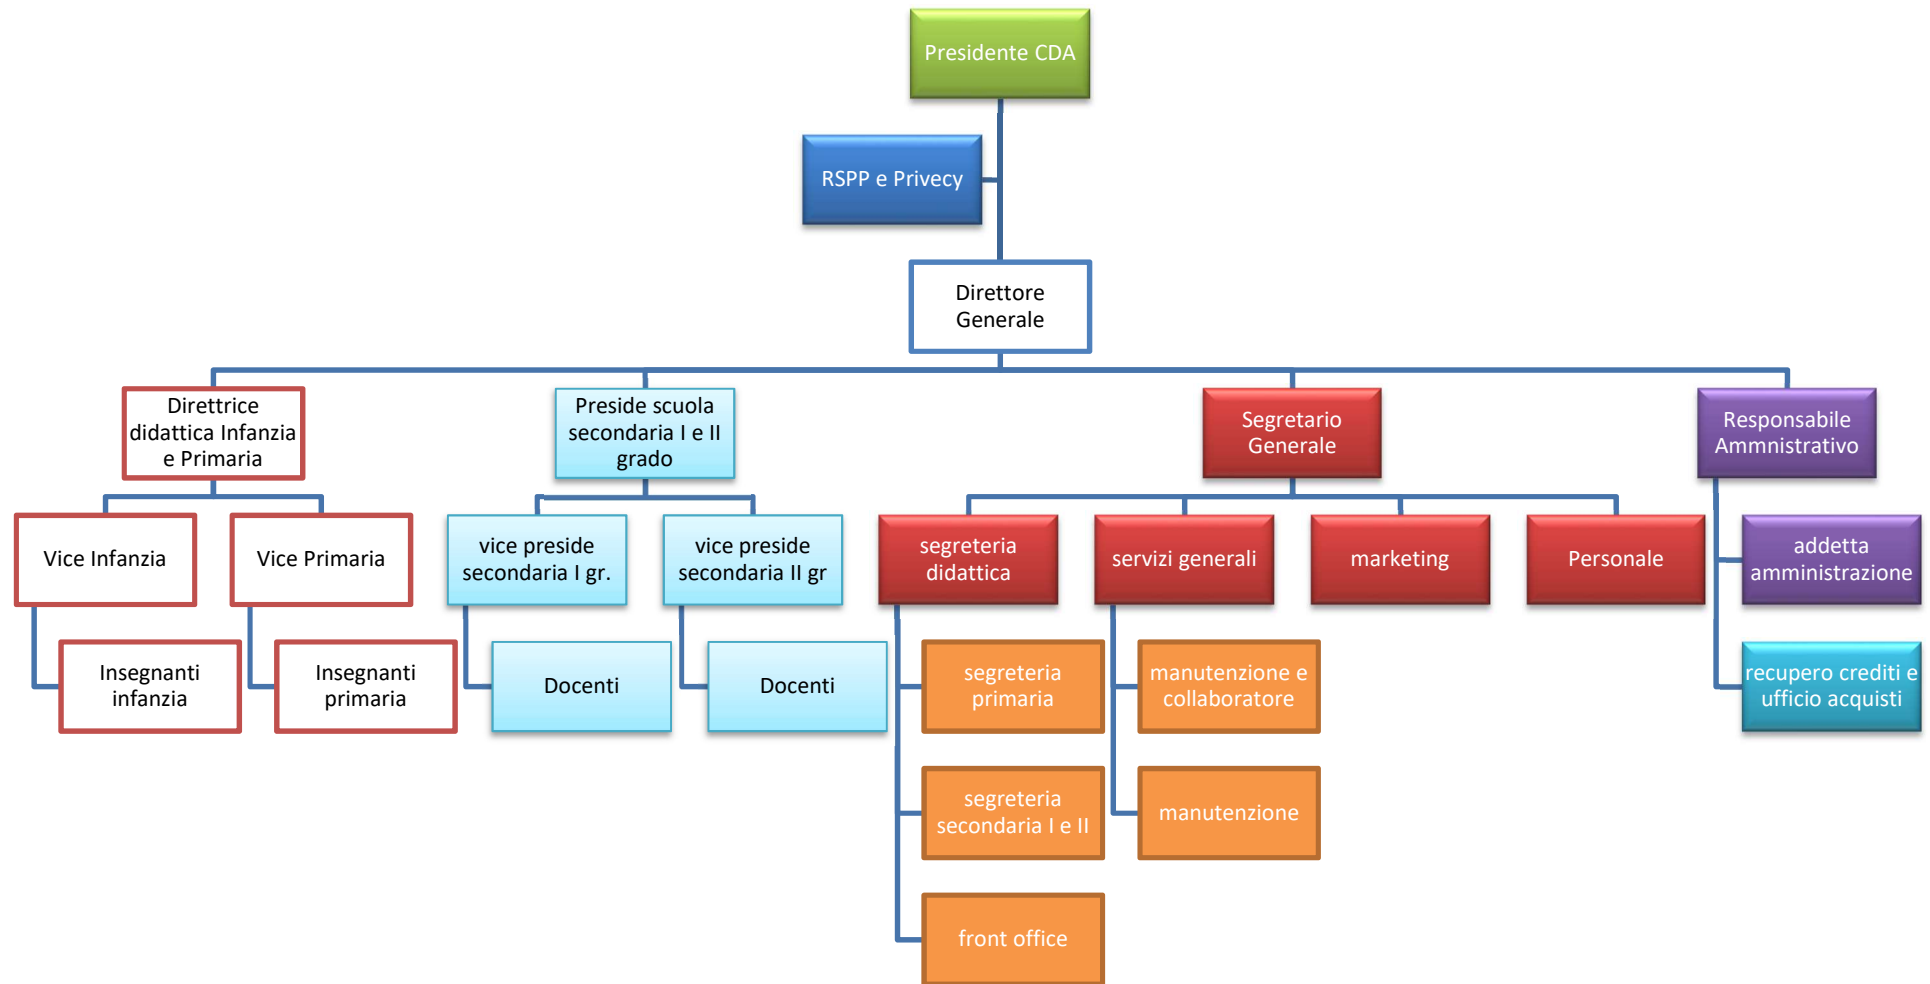 Presidente CDA
RSPP e Privecy
Direttore
Generale
Direttrice
didattica Infanzia
e Primaria
Preside scuola
secondaria I e II
grado
Segretario
Generale
Responsabile
Ammnistrativo
Vice Infanzia
Vice Primaria
vice preside
secondaria I gr.
vice preside
secondaria II gr
segreteria
didattica
servizi generali
marketing
Personale
addetta
amministrazione
Insegnanti
infanzia
Insegnanti
primaria
Docenti
Docenti
segreteria
primaria
manutenzione e
collaboratore
recupero crediti e
ufficio acquisti
segreteria
secondaria I e II
manutenzione
front office